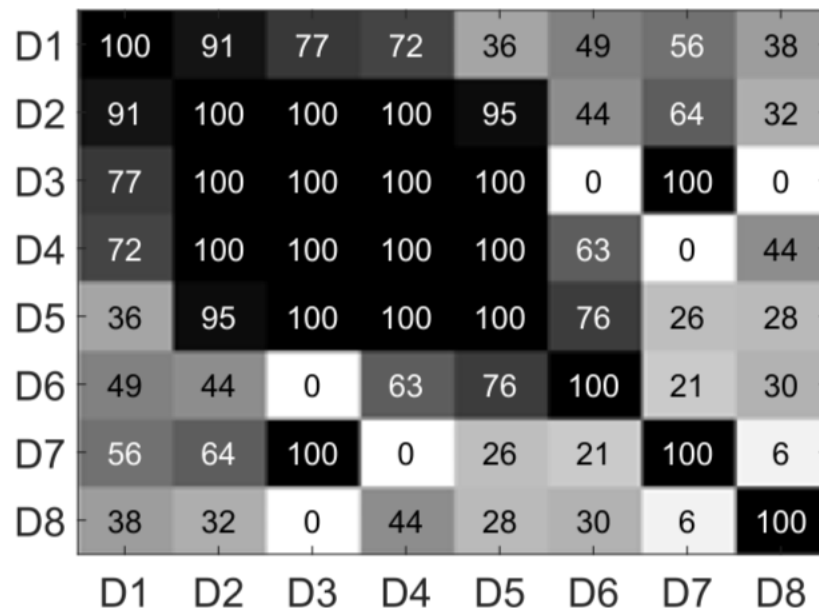 D1 100 91 77 72 36 49 56 38
D2 91 100 100 100 95 44 64 32
D3 77 100 100 100 100 0 100 0
D4 72 100 100 100 100 63 0 44
D5 36 95 100 100 100 76 26 28
D6 49 44 0 63 76 100 21 30
D7 56 64 100 0 26 21 100 6
D8 38 32 0 44 28 30 6 100
D1 D2 D3 D4 D5 D6 D7 D8